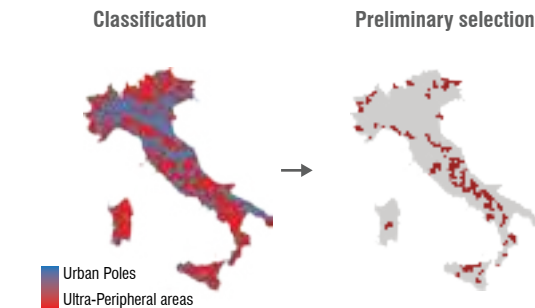 Classification
Preliminary selection
Urban Poles
Ultra-Peripheral areas